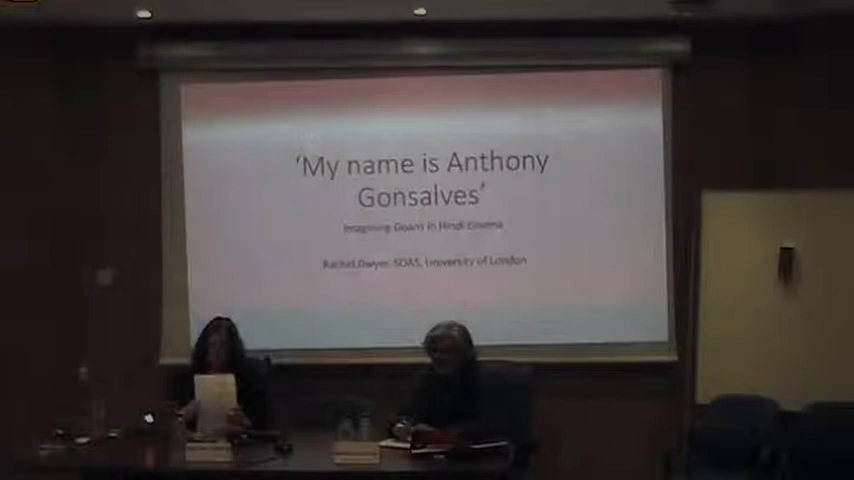 ‘My name is Anthony
Gonsalves’
Imagining Goans in Hindi cinema
Rachel Dwyer, SOAS, University of London